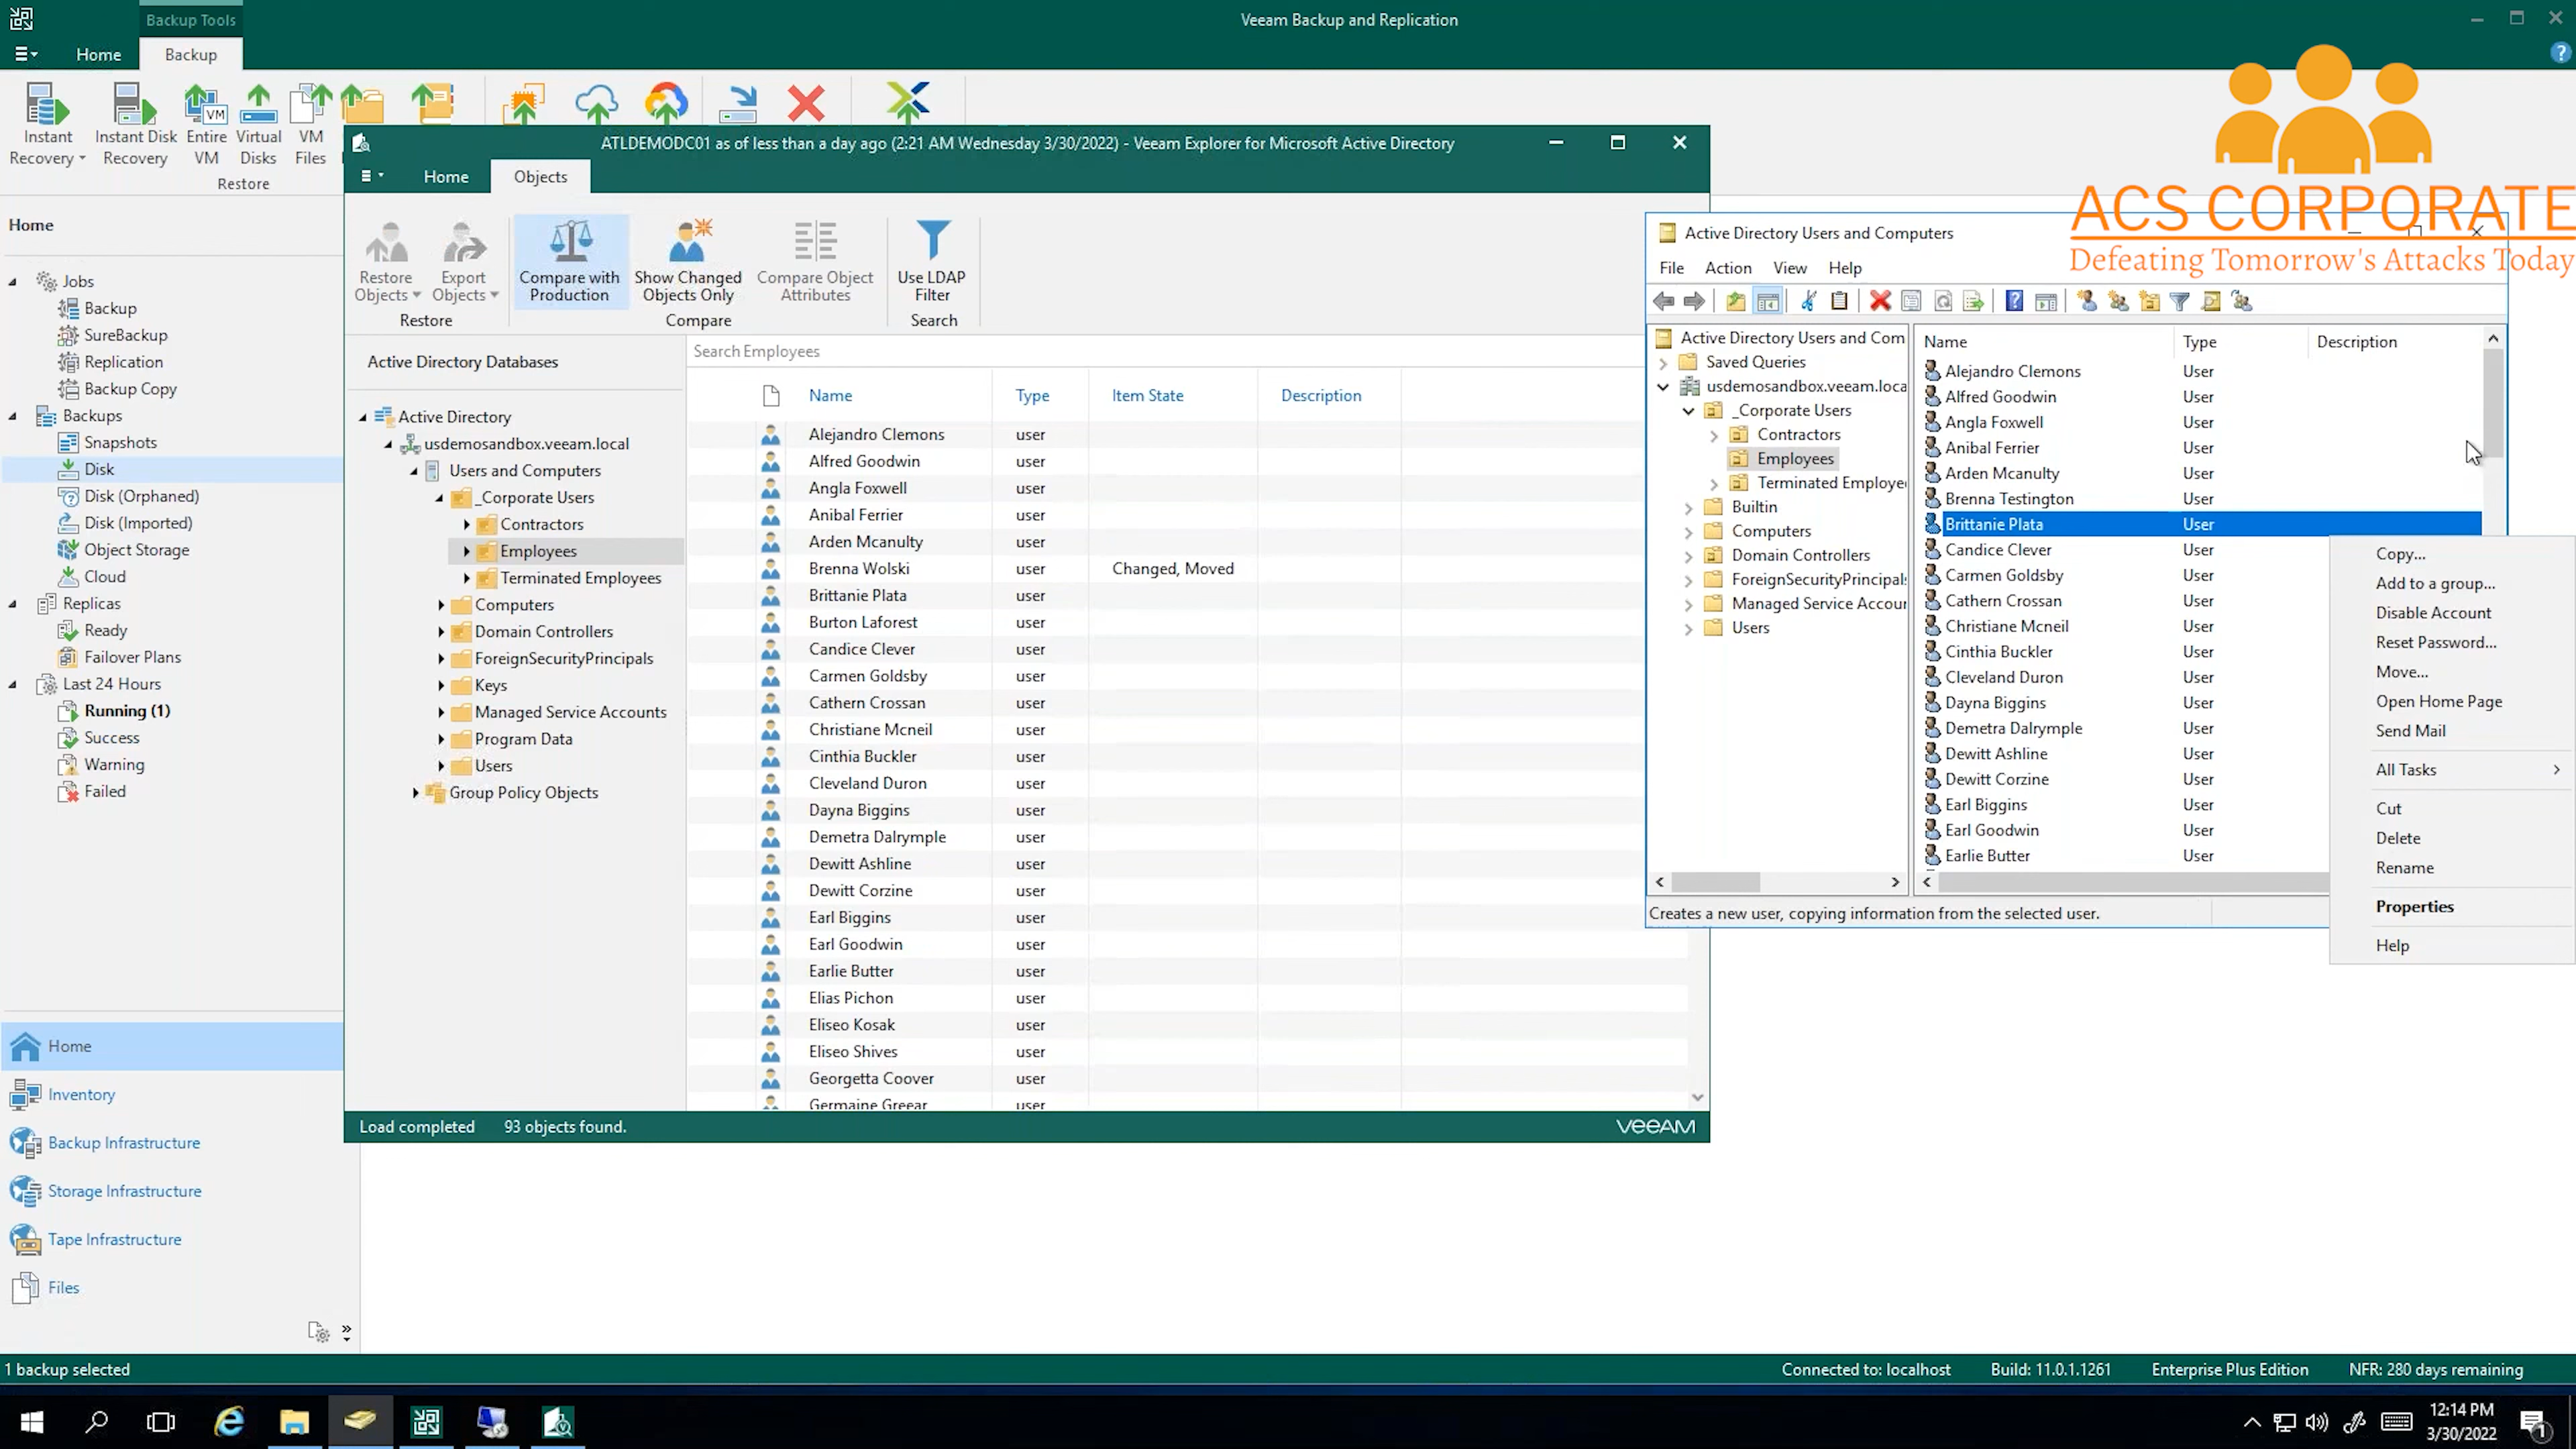 Backup Tools
Veeam Backup and Replication
Home
Backup
Instant Recovery
Instant Disk Recovery
Entire VM
Virtual Disks
VM Files
Restore
Home
Jobs
Backup
SureBackup
Replication
Backup Copy
Backups
Snapshots
Disk
Disk (Orphaned)
Disk (Imported)
Object Storage
Cloud
Replicas
Ready
Failover Plans
Last 24 Hours
Running (1)
Success
Warning
Failed
Home
Inventory
Backup Infrastructure
Storage Infrastructure
Tape Infrastructure
Files
ATLDEMODC01 as of less than a day ago (2:21 AM Wednesday 3/30/2022) - Veeam Explorer for Microsoft Active Directory
Home
Objects
Restore Objects
Export Objects
Restore
Compare with Production
Show Changed Objects Only
Compare Object Attributes
Compare
Use LDAP Filter
Search
Active Directory Databases
Active Directory
usdemosandbox.veeam.local
Users and Computers
_Corporate Users
Contractors
Employees
Terminated Employees
Computers
Domain Controllers
ForeignSecurityPrincipals
Keys
Managed Service Accounts
Program Data
Users
Group Policy Objects
Search Employees
Name Type Item State Description
Alejandro Clemons user
Alfred Goodwin user
Angla Foxwell user
Anibal Ferrier user
Arden Mcanulty user
Brenna Wolski user Changed, Moved
Brittanie Plata user
Burton Laforest user
Candice Clever user
Carmen Goldsby user
Cathern Crossan user
Christiane Mcneil user
Cinthia Buckler user
Cleveland Duron user
Dayna Biggins user
Demetra Dalrymple user
Dewitt Ashline user
Dewitt Corzine user
Earl Biggins user
Earl Goodwin user
Earlie Butter user
Elias Pichon user
Eliseo Kosak user
Eliseo Shives user
Georgetta Coover user
Germaine Greear user
Load completed 93 objects found.
veeAM
ACS CORPORATE
Defeating Tomorrow's Attacks Today
Active Directory Users and Computers
File Action View Help
Active Directory Users and Com
Saved Queries
usdemosandbox.veeam.loca
_Corporate Users
Contractors
Employees
Terminated Employe
Builtin
Computers
Domain Controllers
ForeignSecurityPrincipals
Managed Service Accour
Users
Name Type Description
Alejandro Clemons User
Alfred Goodwin User
Angla Foxwell User
Anibal Ferrier User
Arden Mcanulty User
Brenna Testington User
Brittanie Plata User
Candice Clever User
Carmen Goldsby User
Cathern Crossan User
Christiane Mcneil User
Cinthia Buckler User
Cleveland Duron User
Dayna Biggins User
Demetra Dalrymple User
Dewitt Ashline User
Dewitt Corzine User
Earl Biggins User
Earl Goodwin User
Earlie Butter User
Creates a new user, copying information from the selected user.
Copy...
Add to a group...
Disable Account
Reset Password...
Move...
Open Home Page
Send Mail
All Tasks
Cut
Delete
Rename
Properties
Help
1 backup selected
Connected to: localhost
Build: 11.0.1.1261
Enterprise Plus Edition
NFR: 280 days remaining
12:14 PM
3/30/2022
1